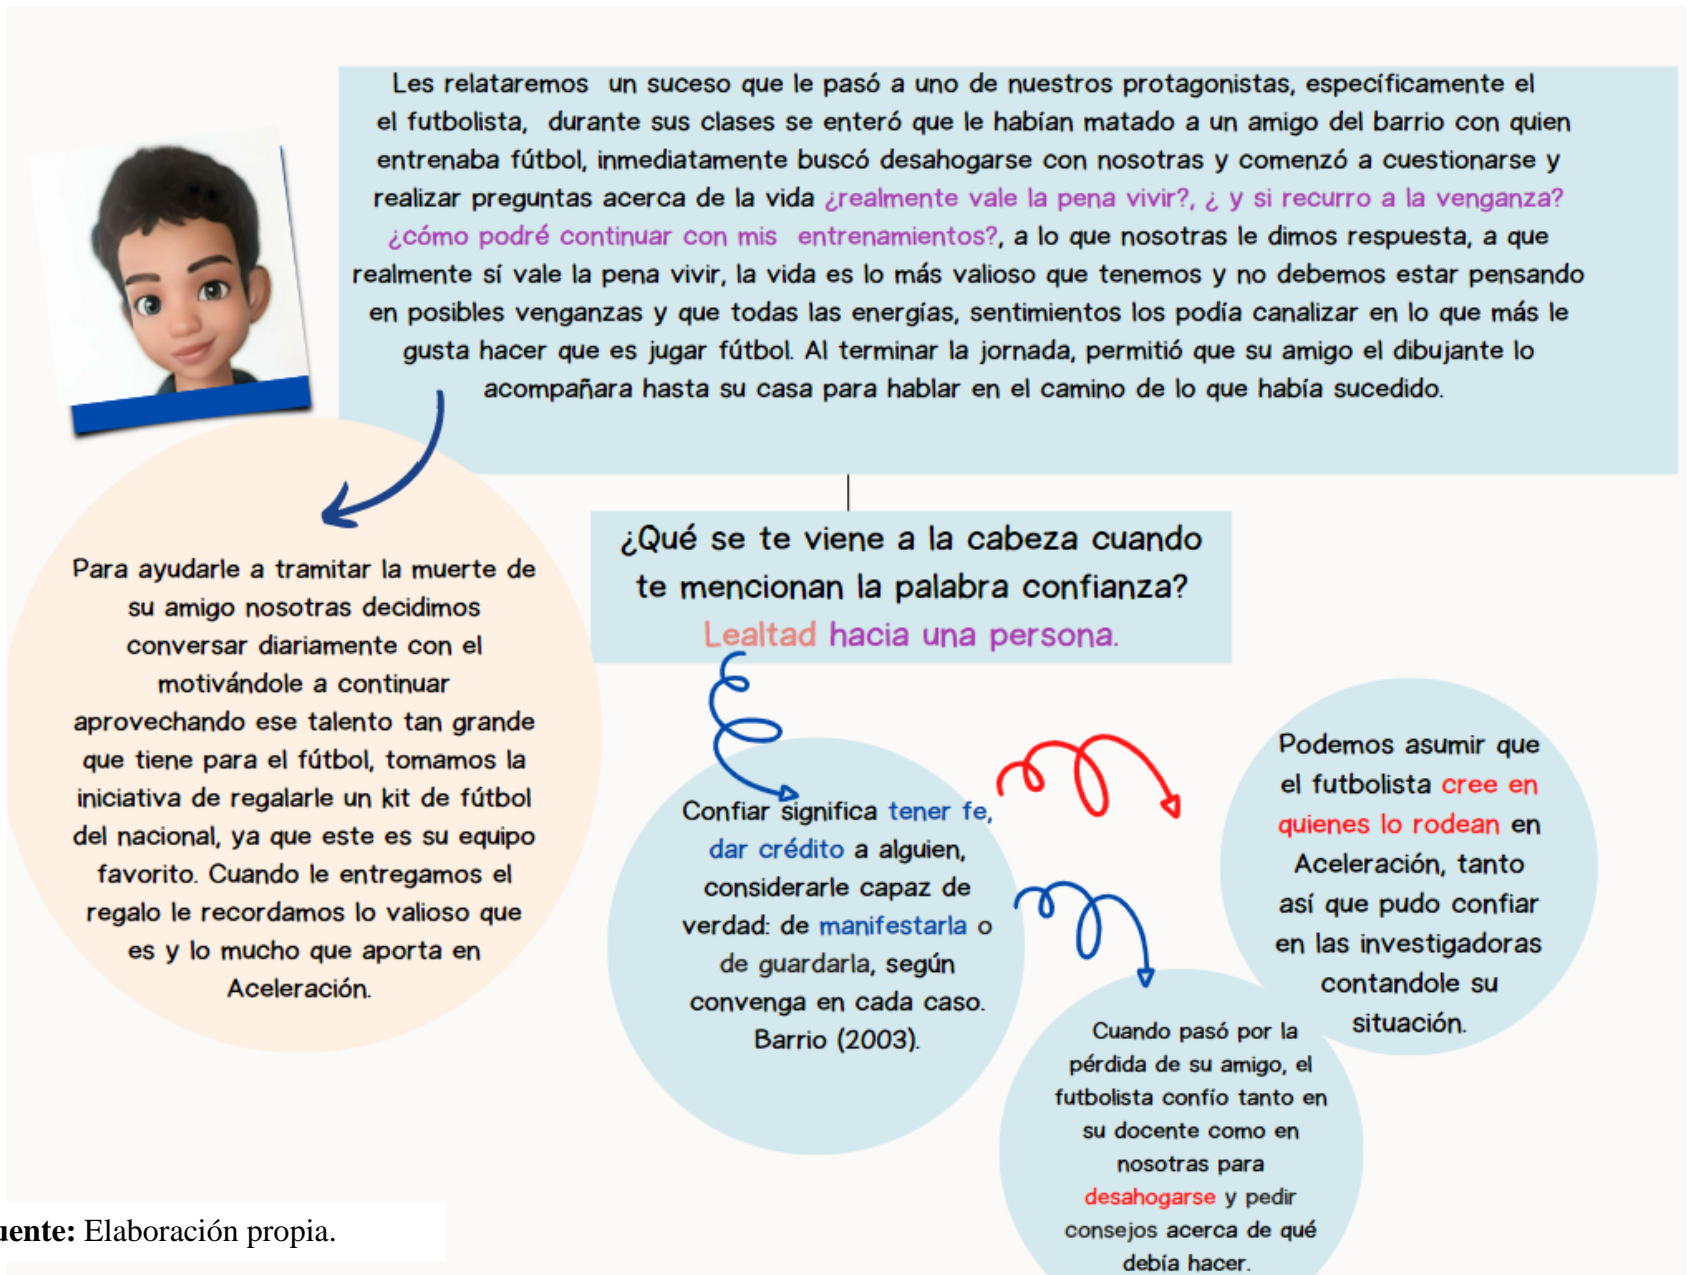 Les relataremos un suceso que le pasó a uno de nuestros protagonistas, específicamente el
el futbolista, durante sus clases se enteró que le habían matado a un amigo del barrio con quien
entrenaba fútbol, inmediatamente buscó desahogarse con nosotras y comenzó a cuestionarse y
realizar preguntas acerca de la vida ¿realmente vale la pena vivir?, ¿ y si recurro a la venganza?
¿cómo podré continuar con mis entrenamientos?, a lo que nosotras le dimos respuesta, a que
realmente sí vale la pena vivir, la vida es lo más valioso que tenemos y no debemos estar pensando
en posibles venganzas y que todas las energías, sentimientos los podía canalizar en lo que más le
gusta hacer que es jugar fútbol. Al terminar la jornada, permitió que su amigo el dibujante lo
acompañara hasta su casa para hablar en el camino de lo que había sucedido.
Para ayudarle a tramitar la muerte de
su amigo nosotras decidimos
conversar diariamente con el
motivándole a continuar
aprovechando ese talento tan grande
que tiene para el fútbol, tomamos la
iniciativa de regalarle un kit de fútbol
del nacional, ya que este es su equipo
favorito. Cuando le entregamos el
regalo le recordamos lo valioso que
es y lo mucho que aporta en
Aceleración.
¿Qué se te viene a la cabeza cuando
te mencionan la palabra confianza?
Lealtad hacia una persona.
Confiar significa tener fe,
dar crédito a alguien,
considerarle capaz de
verdad: de manifestarla o
de guardarla, según
convenga en cada caso.
Barrio (2003).
Podemos asumir que
el futbolista cree en
quienes lo rodean en
Aceleración, tanto
así que pudo confiar
en las investigadoras
contandole su
situación.
Cuando pasó por la
pérdida de su amigo, el
futbolista confío tanto en
su docente como en
nosotras para
desahogarse y pedir
consejos acerca de qué
debía hacer.
uente: Elaboración propia.